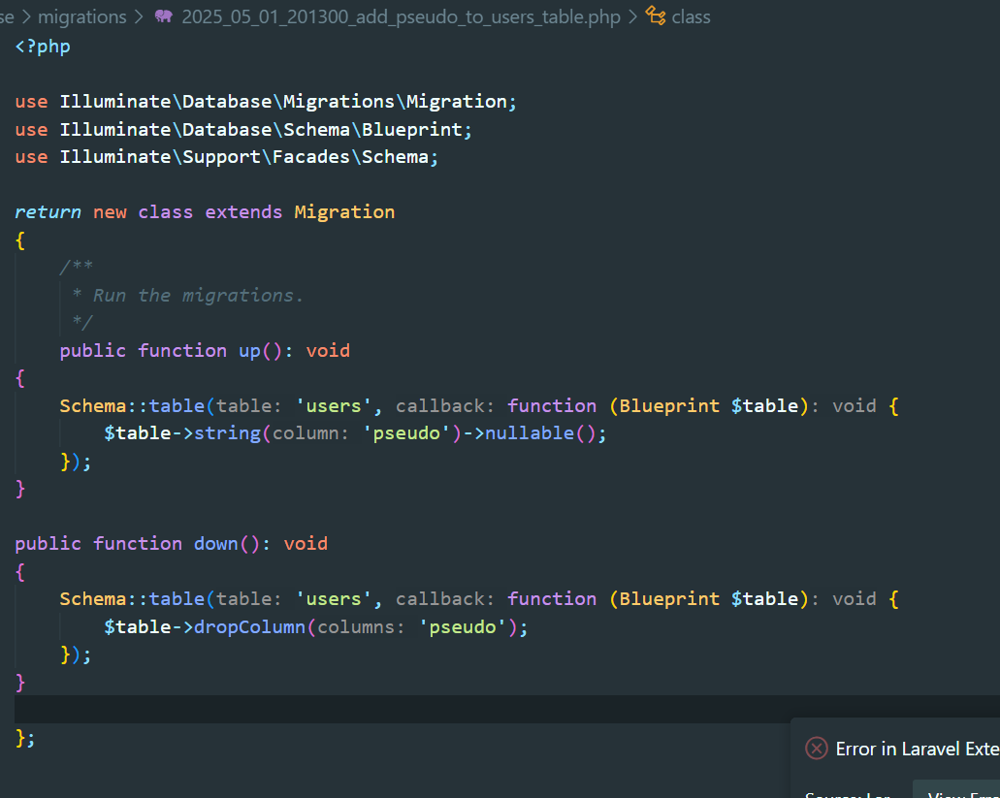 se > migrations > 2025_05_01_201300_add_pseudo_to_users_table.php > class
<?php
use Illuminate\Database\Migrations\Migration;
use Illuminate\Database\Schema\Blueprint;
use Illuminate\Support\Facades\Schema;
return new class extends Migration
{
    /**
     * Run the migrations.
     */
    public function up(): void
{
    Schema::table(table: 'users', callback: function (Blueprint $table): void {
        $table->string(column: 'pseudo')->nullable();
    });
}
public function down(): void
{
    Schema::table(table: 'users', callback: function (Blueprint $table): void {
        $table->dropColumn(columns: 'pseudo');
    });
}
};
Error in Laravel Exte